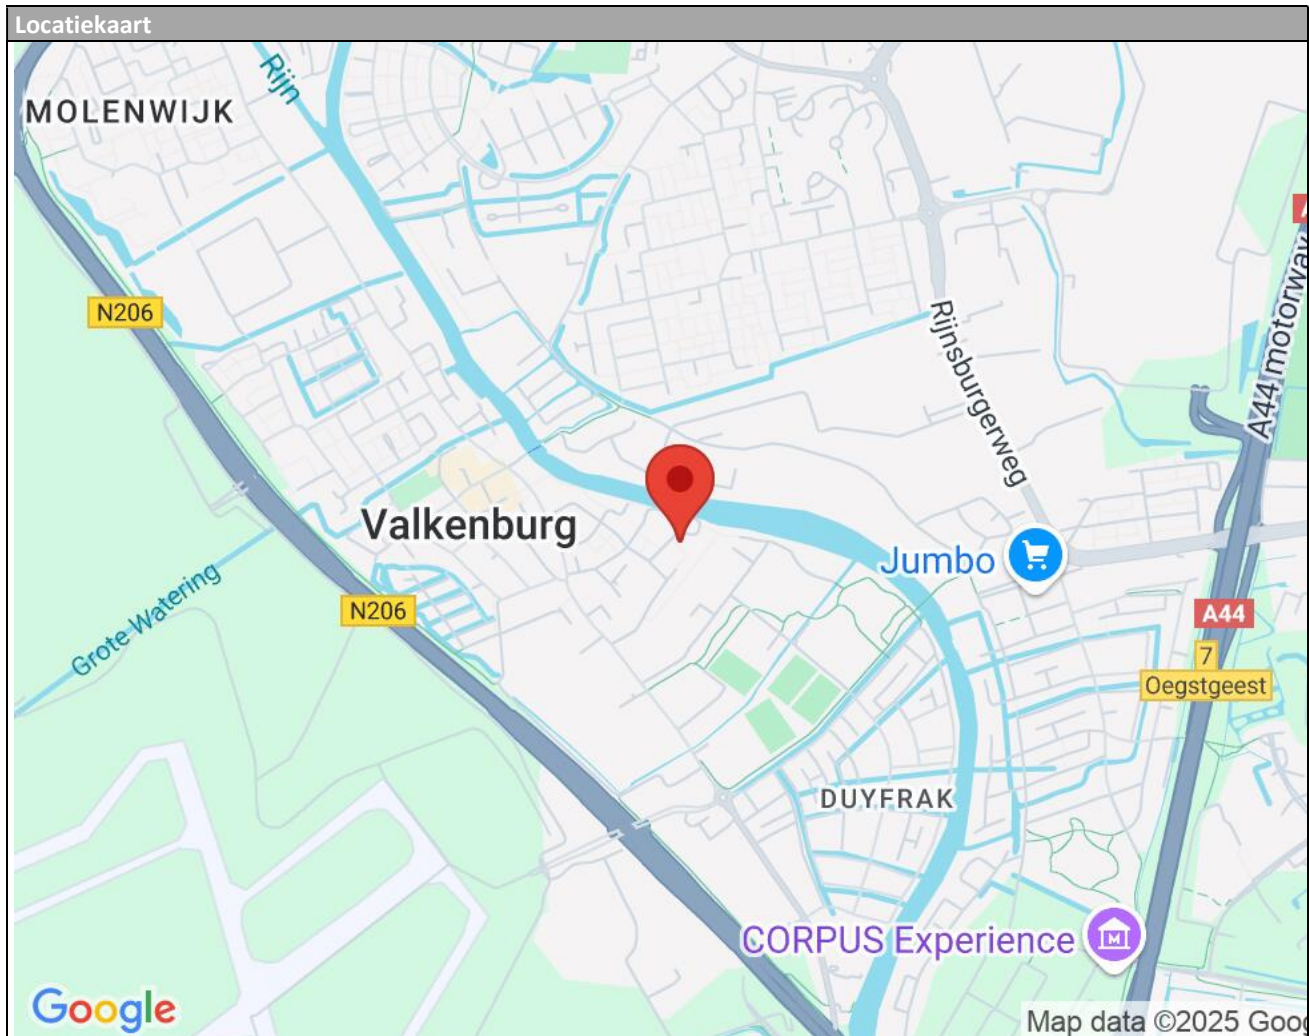 Locatiekaart
Rijn
MOLENWIJK
N206
Rijnsburgerweg
A44 motorway
Valkenburg
Jumbo
N206
Grote Watering
A44
7
Oegstgeest
DUYFRAK
CORPUS Experience
M
Google
Map data ©2025 Goog